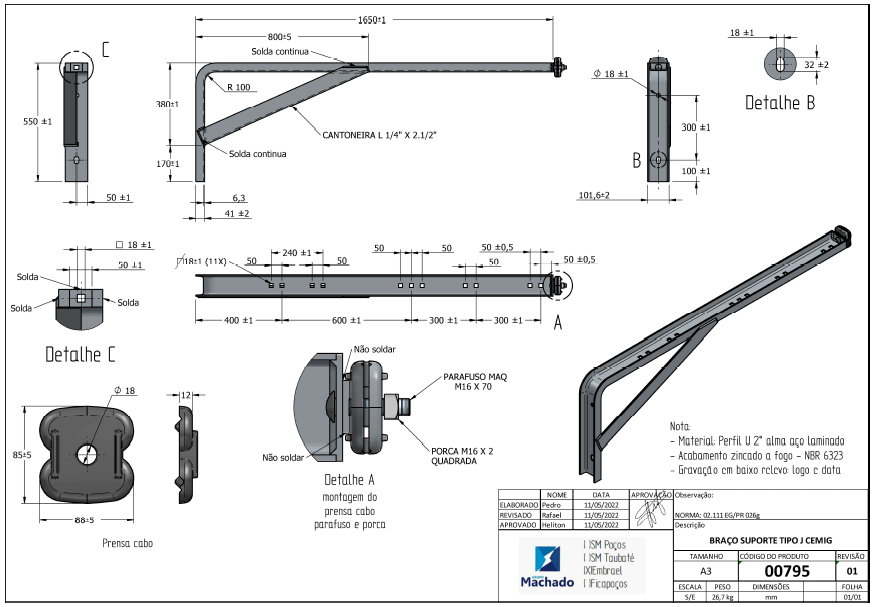 1650±1
800±5
Solda continua
C
R 100
550 ±1
380±1
CANTONEIRA L 1/4" X 2.1/2"
Solda continua
170±1
50 ±1
6,3
41 ±2
18 ±1
32 ±2
Detalhe B
Ø 18 ±1
300 ±1
B
100 ±1
101,6±2
□ 18 ±1
50 ±1
Solda
Solda
Solda
Detalhe C
□18±1 (11X)
240 ±1
50
50
50
50
50
50 ±0,5
50 ±0,5
400 ±1
600 ±1
300 ±1
300 ±1
A
Ø 18
12
85±5
88±5
Prensa cabo
Não soldar
PARAFUSO MAQ
M16 X 70
PORCA M16 X 2
QUADRADA
Não soldar
Detalhe A
montagem do
prensa cabo
parafuso e porca
Nota:
- Material: Perfil U 2" alma aço laminado
- Acabamento zincado a fogo - NBR 6323
- Gravação em baixo relevo: logo e data
NOME DATA APROVAÇÃO
ELABORADO Pedro 11/05/2022
REVISADO Rafael 11/05/2022
APROVADO Heliton 11/05/2022
Observação:
NORMA: 02.111 EG/PR 026g
Descrição
BRAÇO SUPORTE TIPO J CEMIG
TAMANHO CÓDIGO DO PRODUTO REVISÃO
A3 00795 01
ESCALA PESO DIMENSÕES FOLHA
S/E 26,7 kg mm 01/01
GRUPO
Machado
( )SM Poços
( )SM Taubaté
(X)Embrael
( )Ficapoços